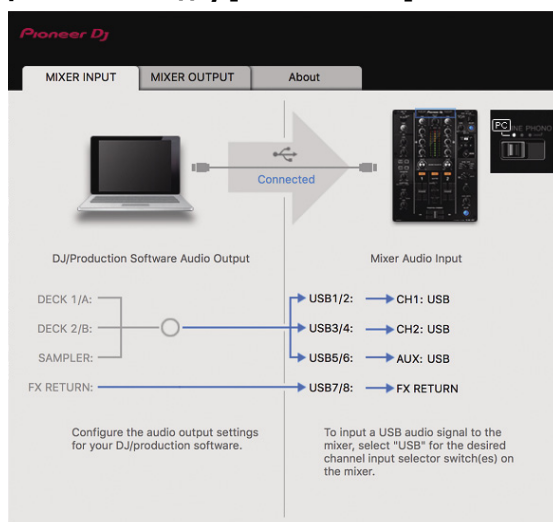 Pioneer Dj
MIXER INPUT
MIXER OUTPUT
About
PC
LINE PHONO
Connected
DJ/Production Software Audio Output
Mixer Audio Input
DECK 1/A:
DECK 2/B:
SAMPLER:
FX RETURN:
USB1/2:
CH1: USB
USB3/4:
CH2: USB
USB5/6:
AUX: USB
USB7/8:
FX RETURN
Configure the audio output settings
for your DJ/production software.
To input a USB audio signal to the
mixer, select "USB" for the desired
channel input selector switch(es) on
the mixer.